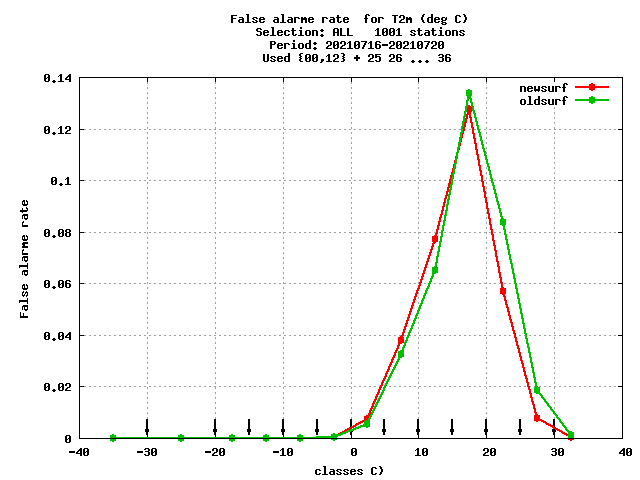 False alarme rate  for T2m (deg C)
Selection: ALL   1001 stations
Period: 20210716-20210720
Used {00,12} + 25 26 ... 36
0.14
0.12
0.1
0.08
0.06
0.04
0.02
0
False alarme rate
newsurf
oldsurf
-40 -30 -20 -10 0 10 20 30 40
classes C)